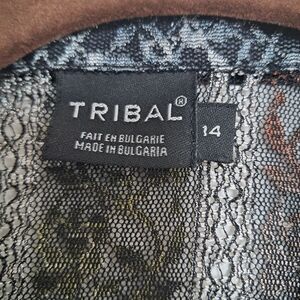 TRIBAL®
14
FAIT EN BULGARIE
MADE IN BULGARIA